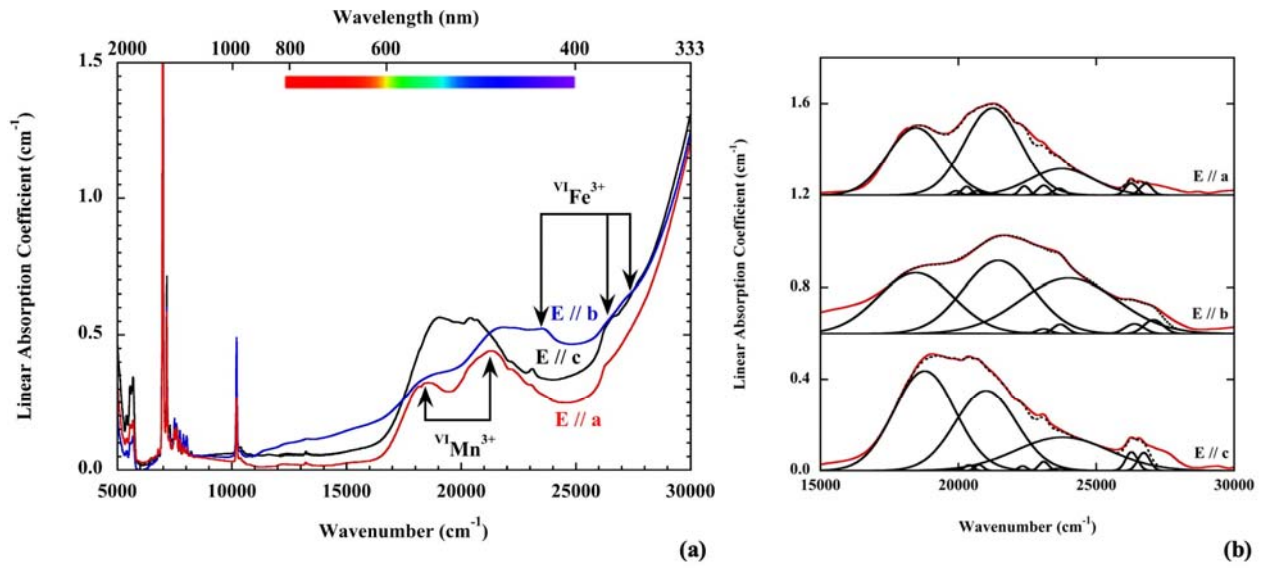 Wavelength (nm)
2000 1000 800 600 400 333
1.5
1.0
0.5
0.0
Linear Absorption Coefficient (cm⁻¹)
ⱽᴵFe³⁺
E // b
E // c
E // a
ⱽᴵMn³⁺
5000 10000 15000 20000 25000 30000
Wavenumber (cm⁻¹)
(a)
1.6
1.2
0.8
0.4
0.0
Linear Absorption Coefficient (cm⁻¹)
E // a
E // b
E // c
15000 20000 25000 30000
Wavenumber (cm⁻¹)
(b)